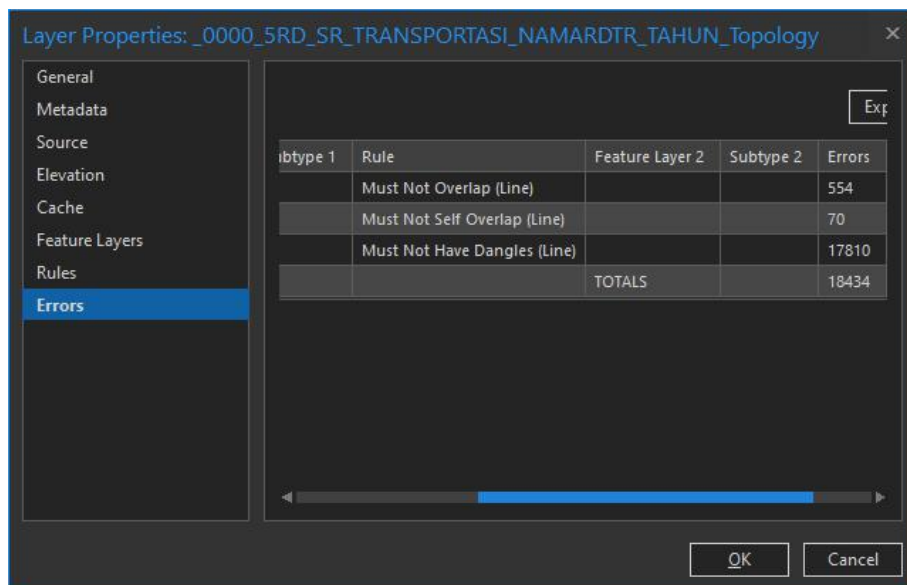 Layer Properties: _0000_5RD_SR_TRANSPORTASI_NAMARDTR_TAHUN_Topology
General
Metadata
Source
Elevation
Cache
Feature Layers
Rules
Errors
Exp
ubtype 1 Rule Feature Layer 2 Subtype 2 Errors
Must Not Overlap (Line) 554
Must Not Self Overlap (Line) 70
Must Not Have Dangles (Line) 17810
TOTALS 18434
OK Cancel